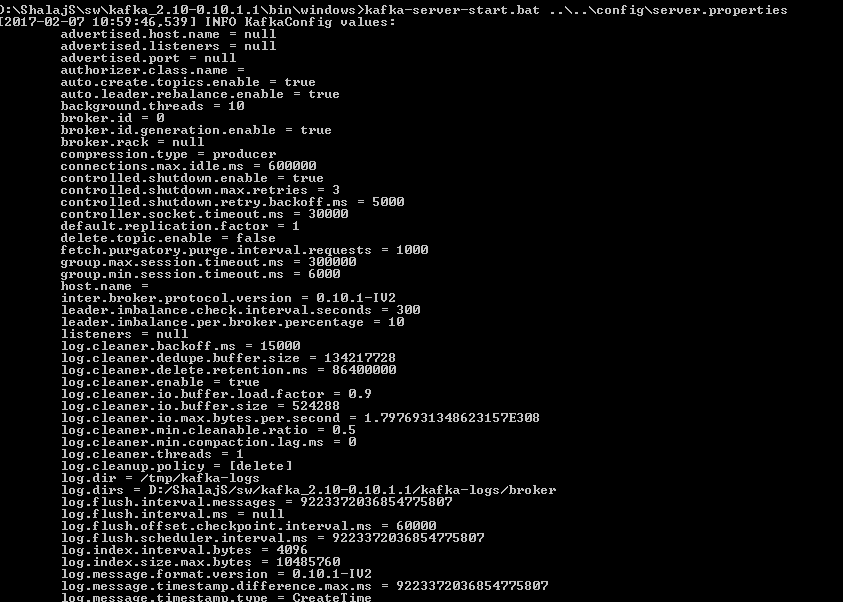 D:\ShalajS\sw\kafka_2.10-0.10.1.1\bin\windows>kafka-server-start.bat ..\..\config\server.properties
[2017-02-07 10:59:46,539] INFO KafkaConfig values:
advertised.host.name = null
advertised.listeners = null
advertised.port = null
authorizer.class.name =
auto.create.topics.enable = true
auto.leader.rebalance.enable = true
background.threads = 10
broker.id = 0
broker.id.generation.enable = true
broker.rack = null
compression.type = producer
connections.max.idle.ms = 600000
controlled.shutdown.enable = true
controlled.shutdown.max.retries = 3
controlled.shutdown.retry.backoff.ms = 5000
controller.socket.timeout.ms = 30000
default.replication.factor = 1
delete.topic.enable = false
fetch.purgatory.purge.interval.requests = 1000
group.max.session.timeout.ms = 300000
group.min.session.timeout.ms = 6000
host.name =
inter.broker.protocol.version = 0.10.1-IV2
leader.imbalance.check.interval.seconds = 300
leader.imbalance.per.broker.percentage = 10
listeners = null
log.cleaner.backoff.ms = 15000
log.cleaner.dedupe.buffer.size = 134217728
log.cleaner.delete.retention.ms = 86400000
log.cleaner.enable = true
log.cleaner.io.buffer.load.factor = 0.9
log.cleaner.io.buffer.size = 524288
log.cleaner.io.max.bytes.per.second = 1.7976931348623157E308
log.cleaner.min.cleanable.ratio = 0.5
log.cleaner.min.compaction.lag.ms = 0
log.cleaner.threads = 1
log.cleanup.policy = [delete]
log.dir = /tmp/kafka-logs
log.dirs = D:/ShalajS/sw/kafka_2.10-0.10.1.1/kafka-logs/broker
log.flush.interval.messages = 9223372036854775807
log.flush.interval.ms = null
log.flush.offset.checkpoint.interval.ms = 60000
log.flush.scheduler.interval.ms = 9223372036854775807
log.index.interval.bytes = 4096
log.index.size.max.bytes = 10485760
log.message.format.version = 0.10.1-IV2
log.message.timestamp.difference.max.ms = 9223372036854775807
log.message.timestamp.type = CreateTime